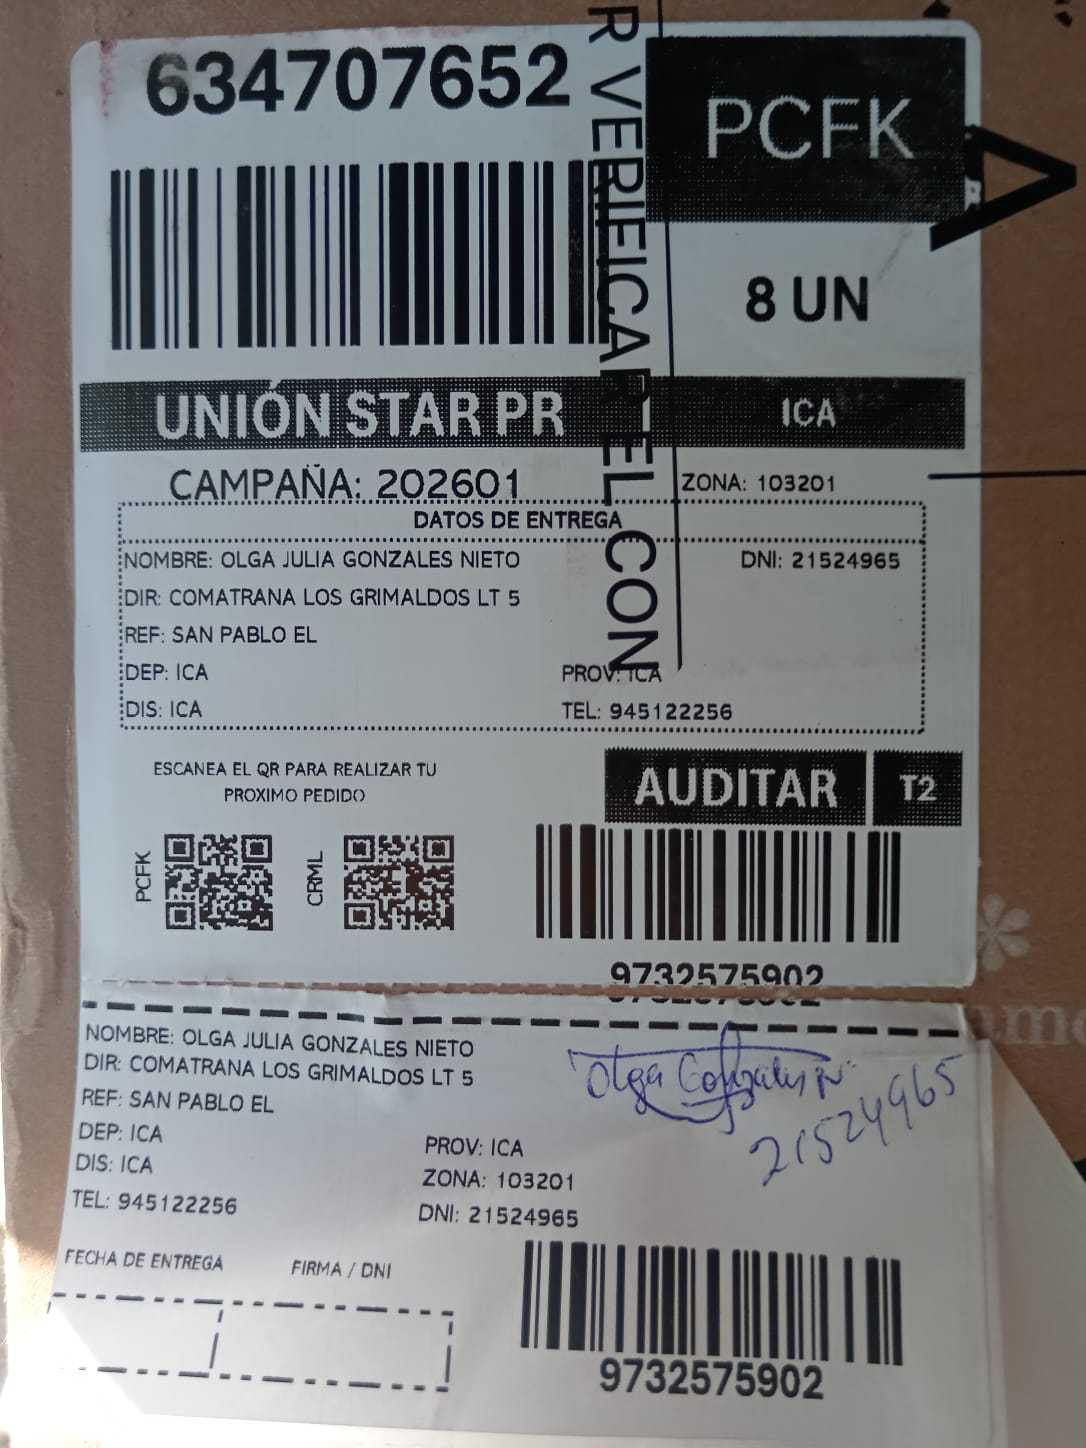 634707652
PCFK
R VERIFICAR EL CON
8 UN
UNIÓN STAR PR
ICA
CAMPAÑA: 202601
ZONA: 103201
DATOS DE ENTREGA
NOMBRE: OLGA JULIA GONZALES NIETO
DNI: 21524965
DIR: COMATRANA LOS GRIMALDOS LT 5
REF: SAN PABLO EL
DEP: ICA
PROV: ICA
DIS: ICA
TEL: 945122256
ESCANEA EL QR PARA REALIZAR TU
PROXIMO PEDIDO
AUDITAR
T2
PCFK
CRML
9732575902
NOMBRE: OLGA JULIA GONZALES NIETO
DIR: COMATRANA LOS GRIMALDOS LT 5
REF: SAN PABLO EL
DEP: ICA
PROV: ICA
DIS: ICA
ZONA: 103201
TEL: 945122256
DNI: 21524965
Olga Gonzales N
21524965
FECHA DE ENTREGA
FIRMA / DNI
9732575902